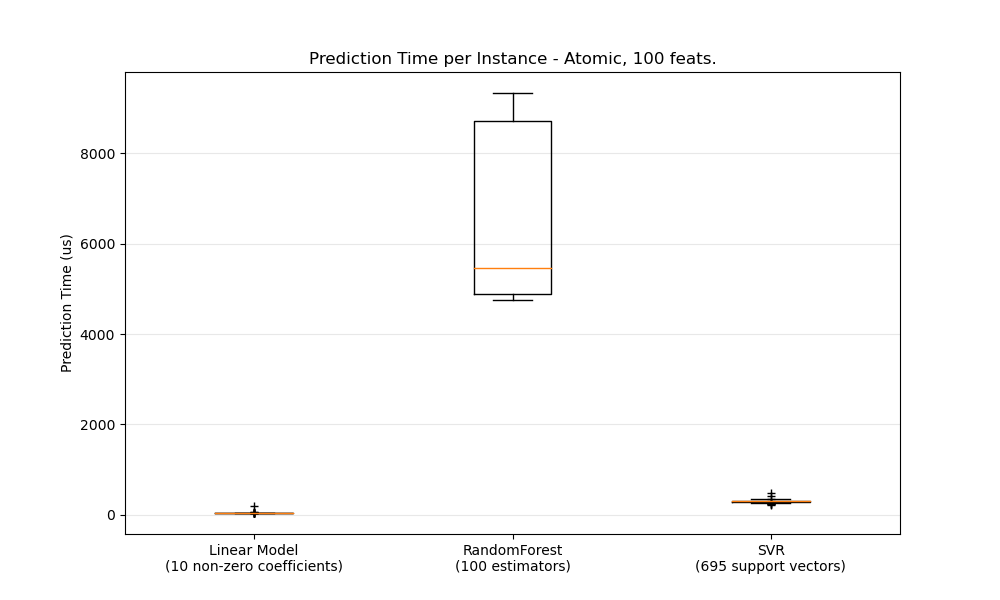 Prediction Time per Instance - Atomic, 100 feats.
Prediction Time (us)
8000
6000
4000
2000
0
Linear Model
(10 non-zero coefficients)
RandomForest
(100 estimators)
SVR
(695 support vectors)